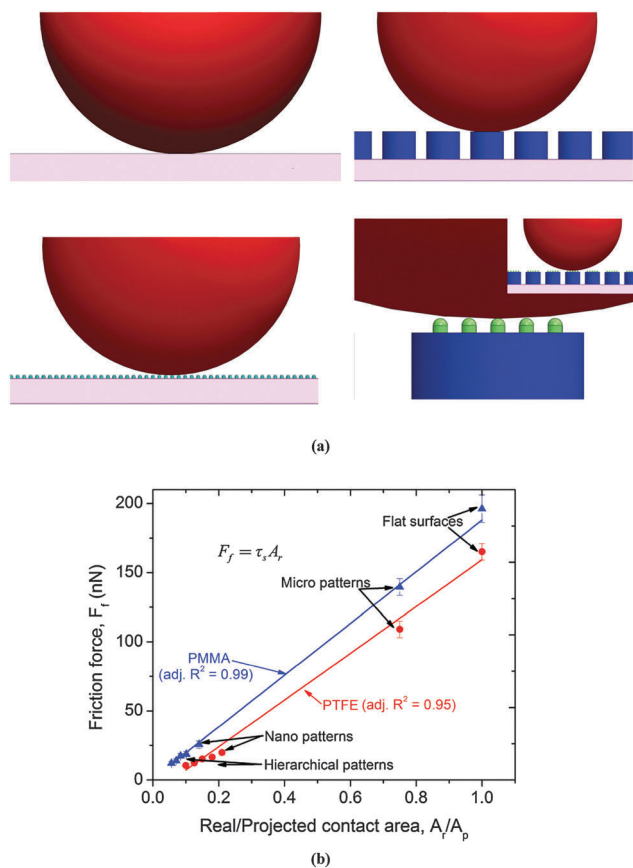 (a)
200
150
100
50
0
0.0
0.2
0.4
0.6
0.8
1.0
Friction force, F_f (nN)
F_f = τ_s A_r
Flat surfaces
Micro patterns
PMMA
(adj. R² = 0.99)
PTFE (adj. R² = 0.95)
Nano patterns
Hierarchical patterns
Real/Projected contact area, A_r/A_p
(b)